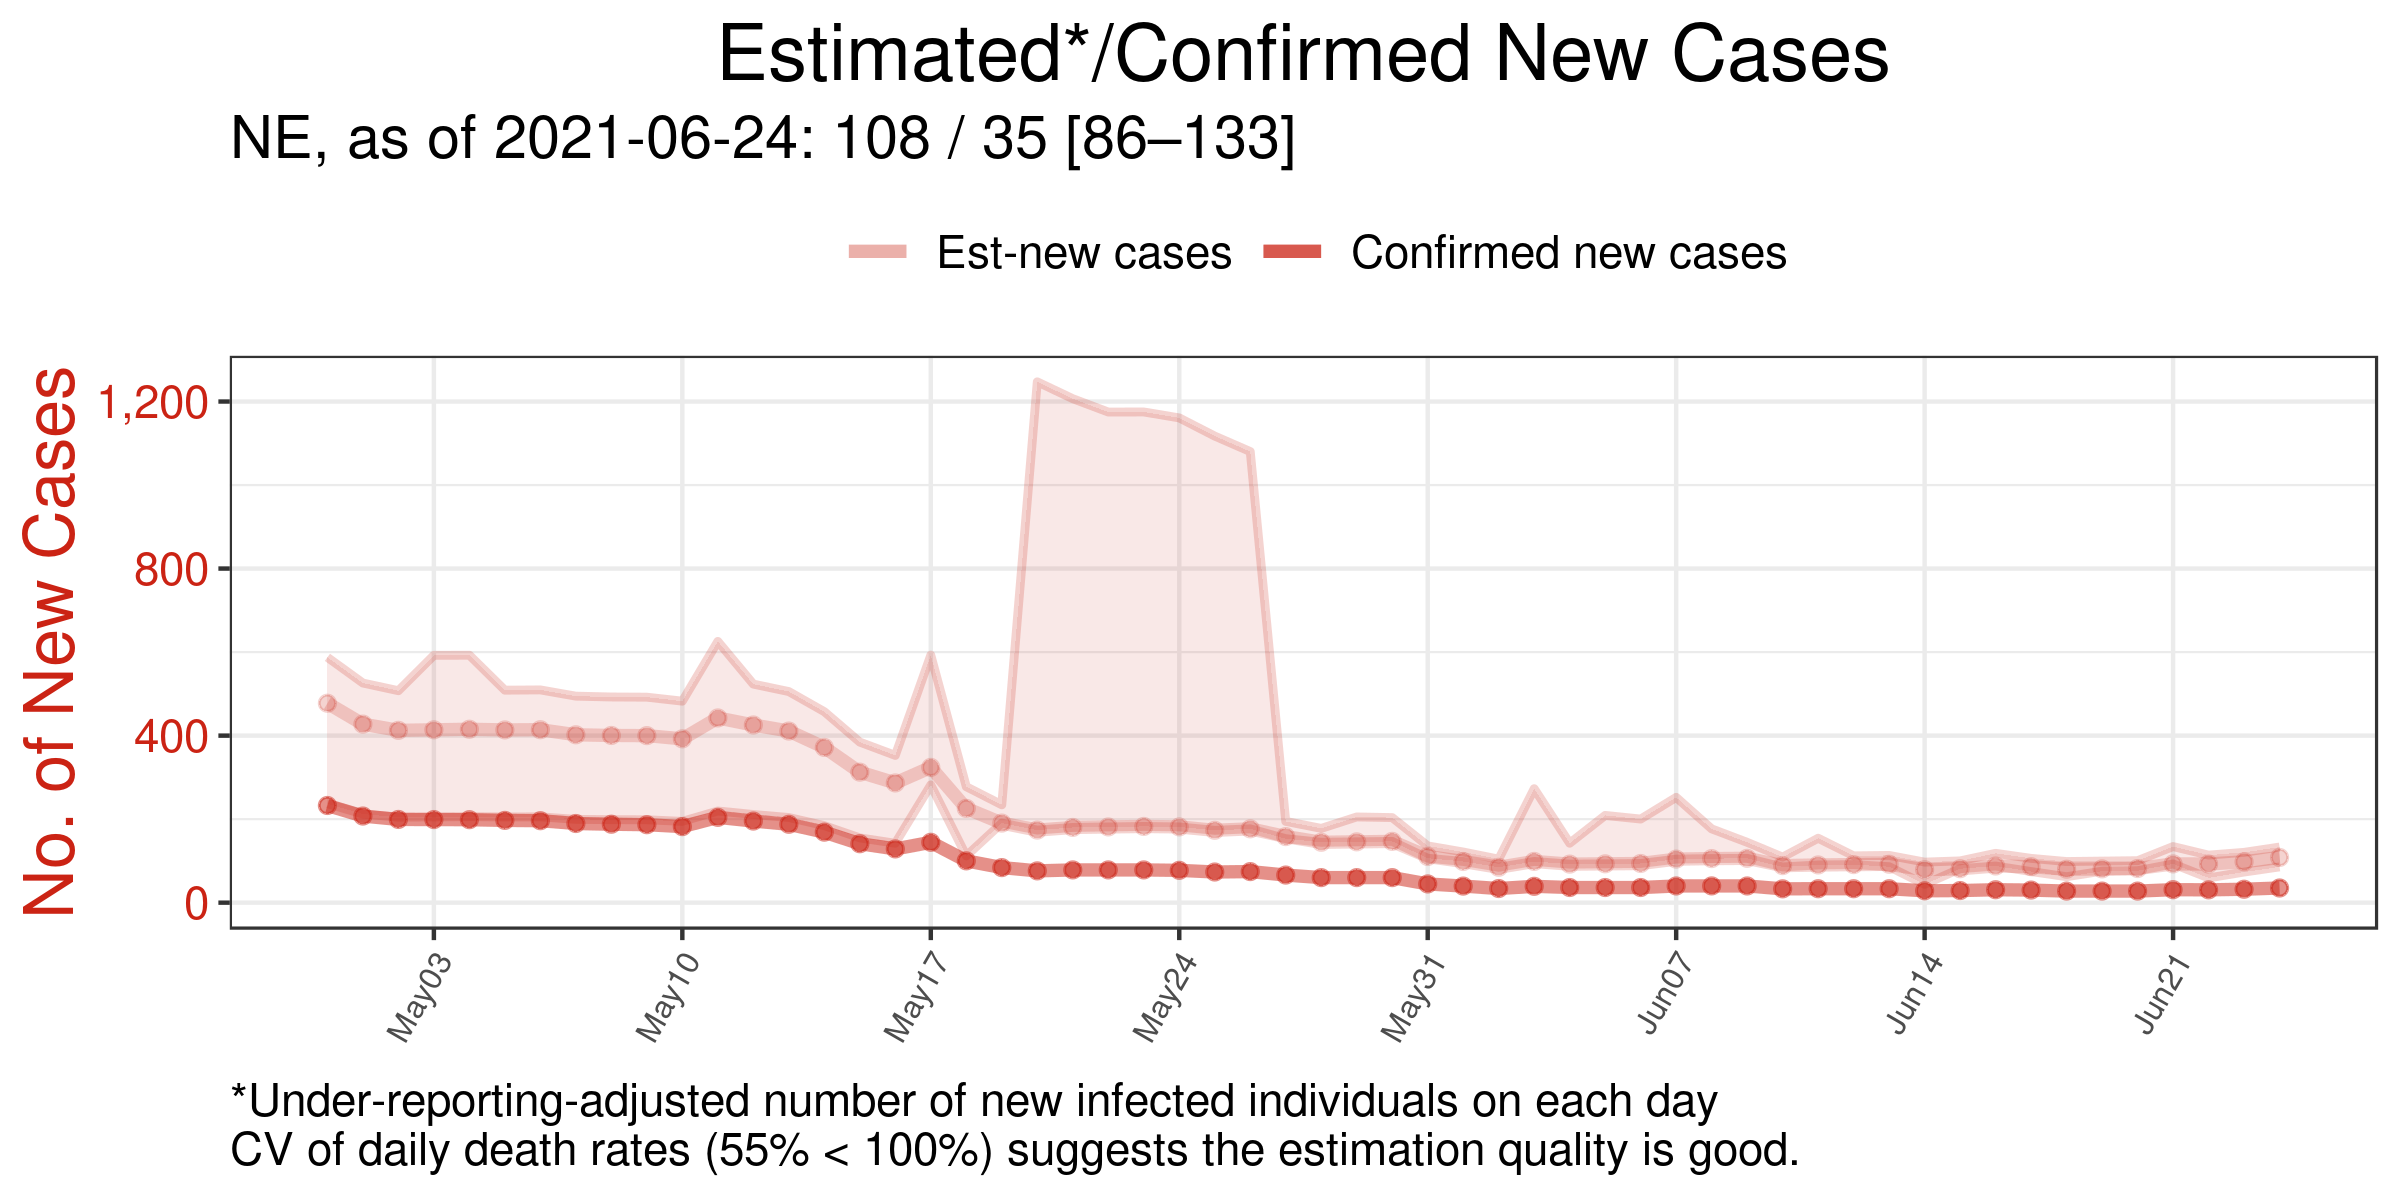 Estimated*/Confirmed New Cases
NE, as of 2021-06-24: 108 / 35 [86–133]
Est-new cases
Confirmed new cases
No. of New Cases
1,200
800
400
0
May03
May10
May17
May24
May31
Jun07
Jun14
Jun21
*Under-reporting-adjusted number of new infected individuals on each day
CV of daily death rates (55% < 100%) suggests the estimation quality is good.